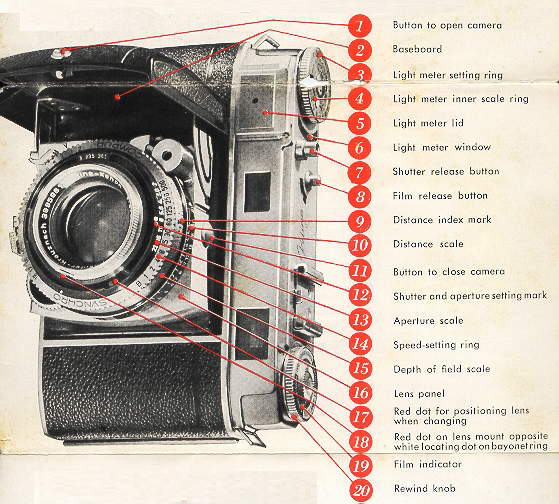 1 Button to open camera
2 Baseboard
3 Light meter setting ring
4 Light meter inner scale ring
5 Light meter lid
6 Light meter window
7 Shutter release button
8 Film release button
9 Distance index mark
10 Distance scale
11 Button to close camera
12 Shutter and aperture setting mark
13 Aperture scale
14 Speed-setting ring
15 Depth of field scale
16 Lens panel
17 Red dot for positioning lens
when changing
18 Red dot on lens mount opposite
white locating dot on bayonet ring
19 Film indicator
20 Rewind knob
SYNCHRO